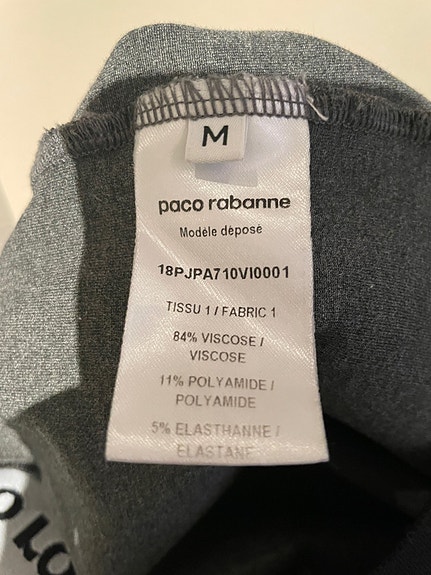 M
paco rabanne
Modèle déposé
18PJPA710VI0001
TISSU 1 / FABRIC 1
84% VISCOSE /
VISCOSE
11% POLYAMIDE /
POLYAMIDE
5% ELASTHANNE /
ELASTANE